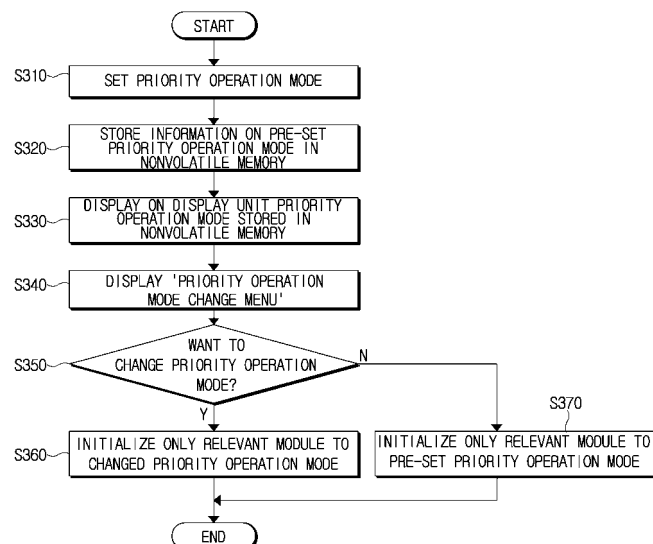 START
S310
SET PRIORITY OPERATION MODE
S320
STORE INFORMATION ON PRE-SET
PRIORITY OPERATION MODE IN
NONVOLATILE MEMORY
S330
DISPLAY ON DISPLAY UNIT PRIORITY
OPERATION MODE STORED IN
NONVOLATILE MEMORY
S340
DISPLAY 'PRIORITY OPERATION
MODE CHANGE MENU'
S350
WANT TO
CHANGE PRIORITY OPERATION
MODE?
N
Y
S360
INITIALIZE ONLY RELEVANT MODULE TO
CHANGED PRIORITY OPERATION MODE
S370
INITIALIZE ONLY RELEVANT MODULE TO
PRE-SET PRIORITY OPERATION MODE
END